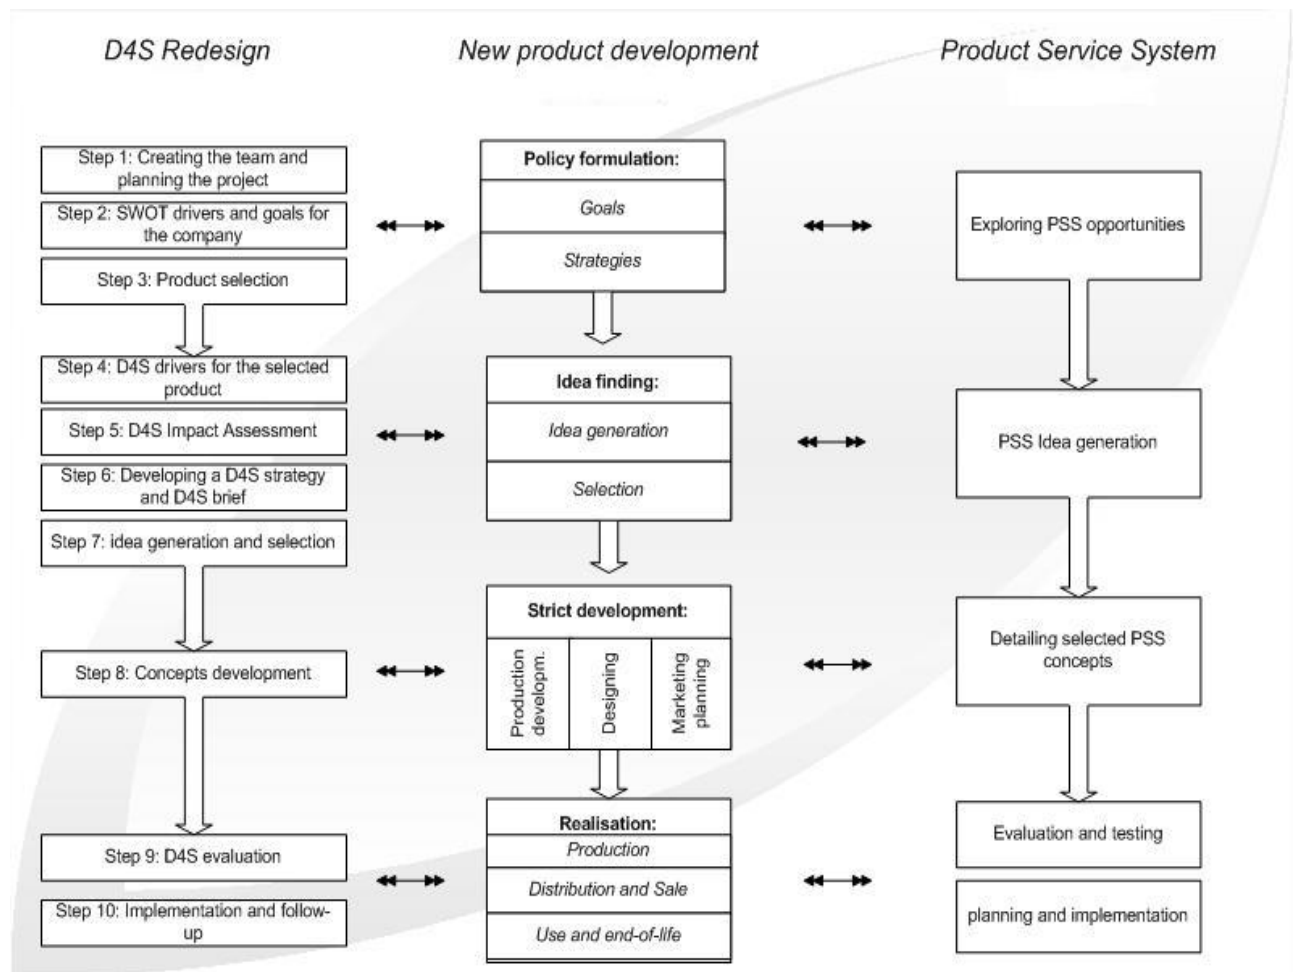 D4S Redesign
New product development
Product Service System
Step 1: Creating the team and
planning the project
Step 2: SWOT drivers and goals for
the company
Step 3: Product selection
Step 4: D4S drivers for the selected
product
Step 5: D4S Impact Assessment
Step 6: Developing a D4S strategy
and D4S brief
Step 7: idea generation and selection
Step 8: Concepts development
Step 9: D4S evaluation
Step 10: Implementation and follow-
up
Policy formulation:
Goals
Strategies
Idea finding:
Idea generation
Selection
Strict development:
Production
developm.
Designing
Marketing
planning
Realisation:
Production
Distribution and Sale
Use and end-of-life
Exploring PSS opportunities
PSS Idea generation
Detailing selected PSS
concepts
Evaluation and testing
planning and implementation